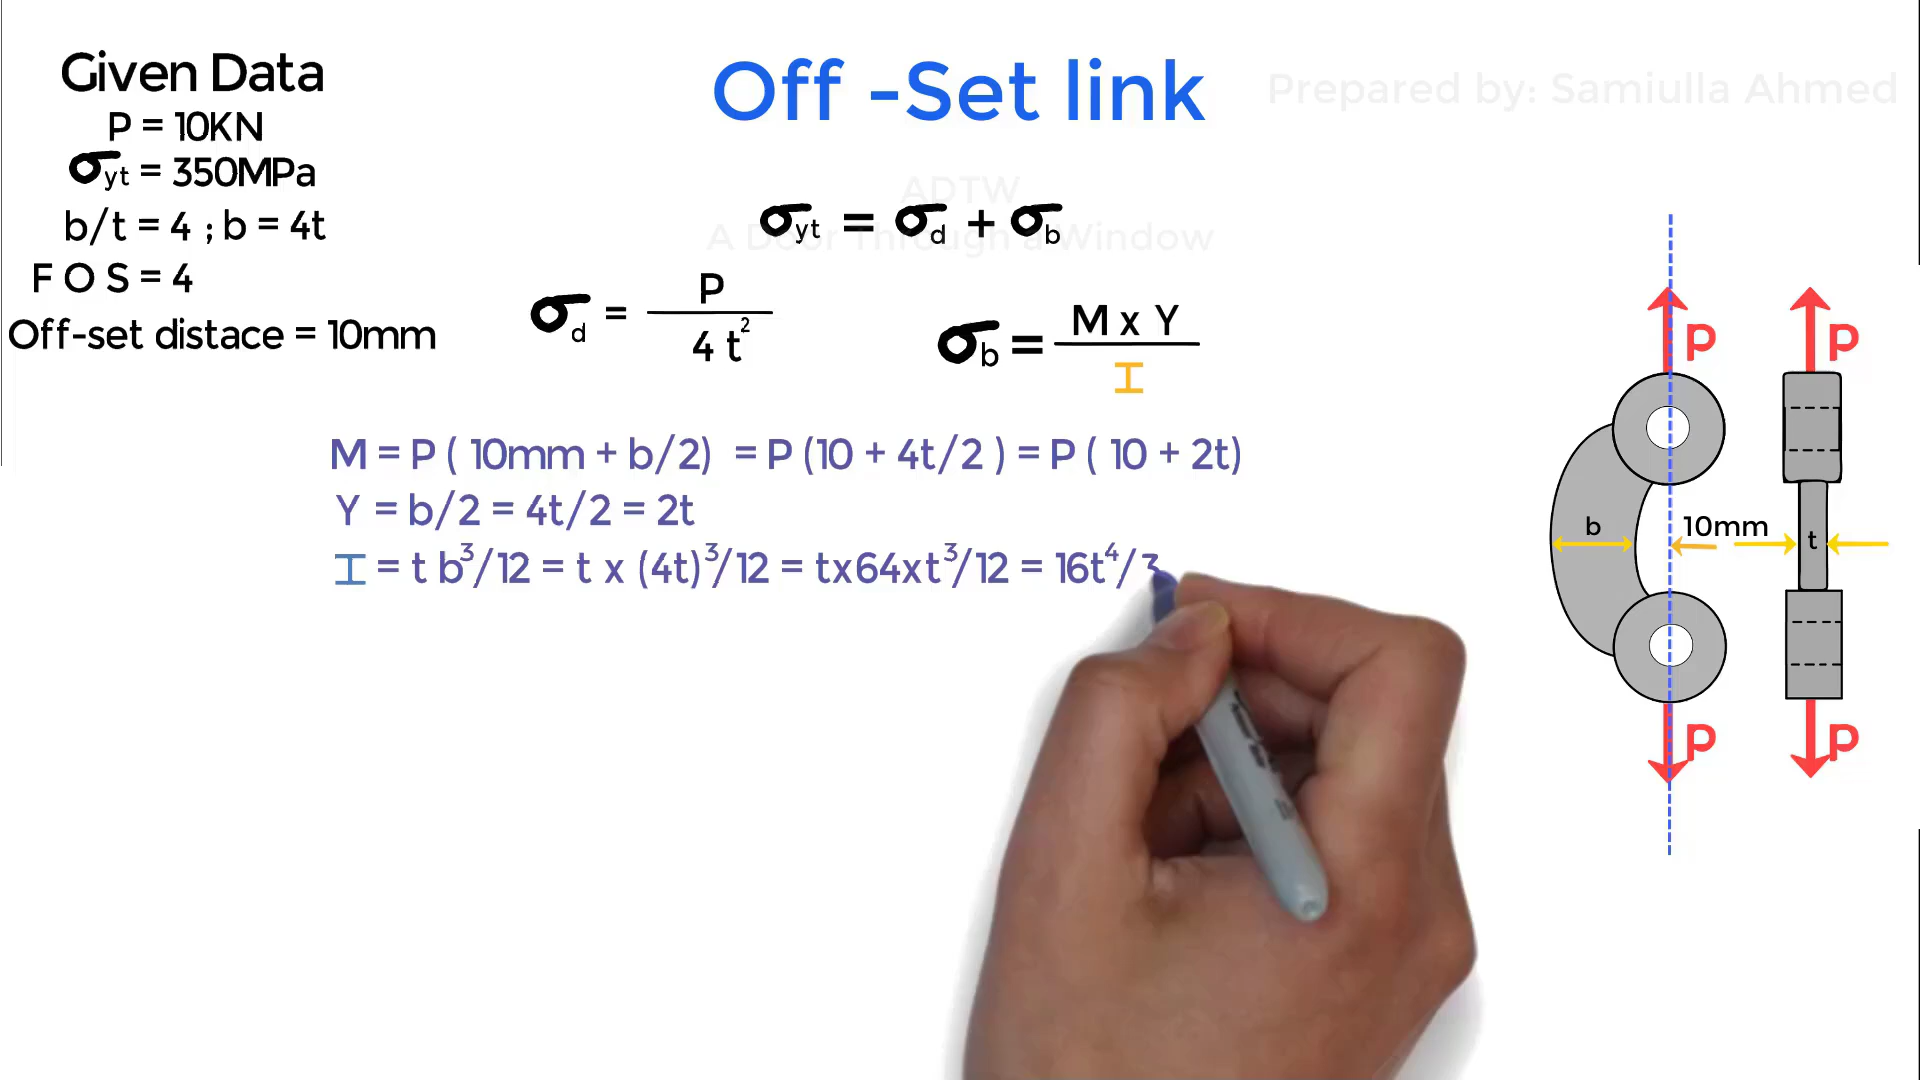 Given Data
P = 10KN
σyt = 350MPa
b/t = 4 ; b = 4t
F O S = 4
Off-set distace = 10mm
Off -Set link
Prepared by: Samiulla Ahmed
ADTW
A Door Through a Window
σyt = σd + σb
σd = P / 4 t²
σb = M x Y / I
M = P ( 10mm + b/2) = P (10 + 4t/2 ) = P ( 10 + 2t)
Y = b/2 = 4t/2 = 2t
I = t b³/12 = t x (4t)³/12 = tx64xt³/12 = 16t⁴/3
P
P
b
10mm
t
P
P